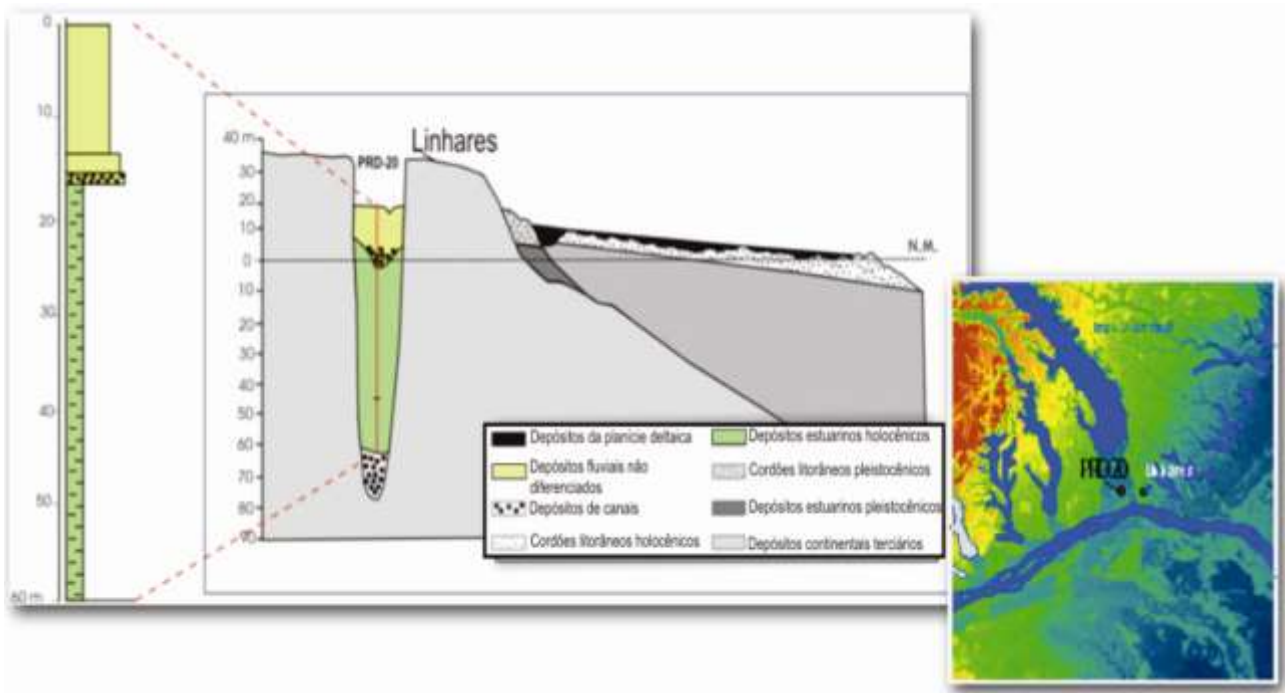 0
10
20
30
40
50
60 m
Linhares
PRD-20
40 m
30
20
10
0
10
20
30
40
50
60
70
80
90
N.M.
Depósitos da planície deltaica
Depósitos fluviais não
diferenciados
Depósitos de canais
Cordões litorâneos holocênicos
Depósitos estuarinos holocênicos
Cordões litorâneos pleistocênicos
Depósitos estuarinos pleistocênicos
Depósitos continentais terciários
PRD-20